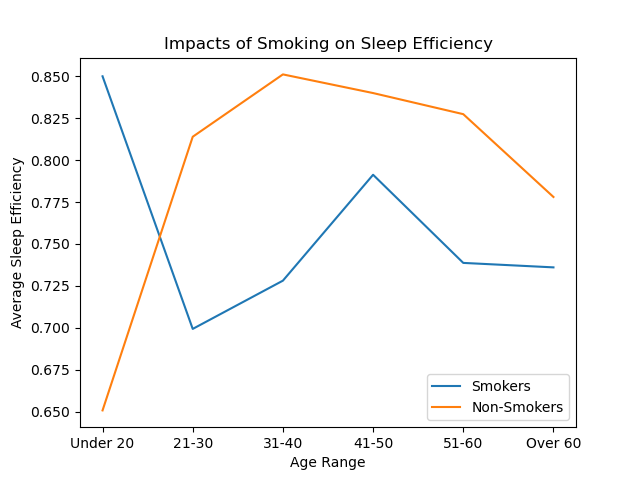 Impacts of Smoking on Sleep Efficiency
0.850
0.825
0.800
0.775
0.750
0.725
0.700
0.675
0.650
Average Sleep Efficiency
Smokers
Non-Smokers
Under 20 21-30 31-40 41-50 51-60 Over 60
Age Range